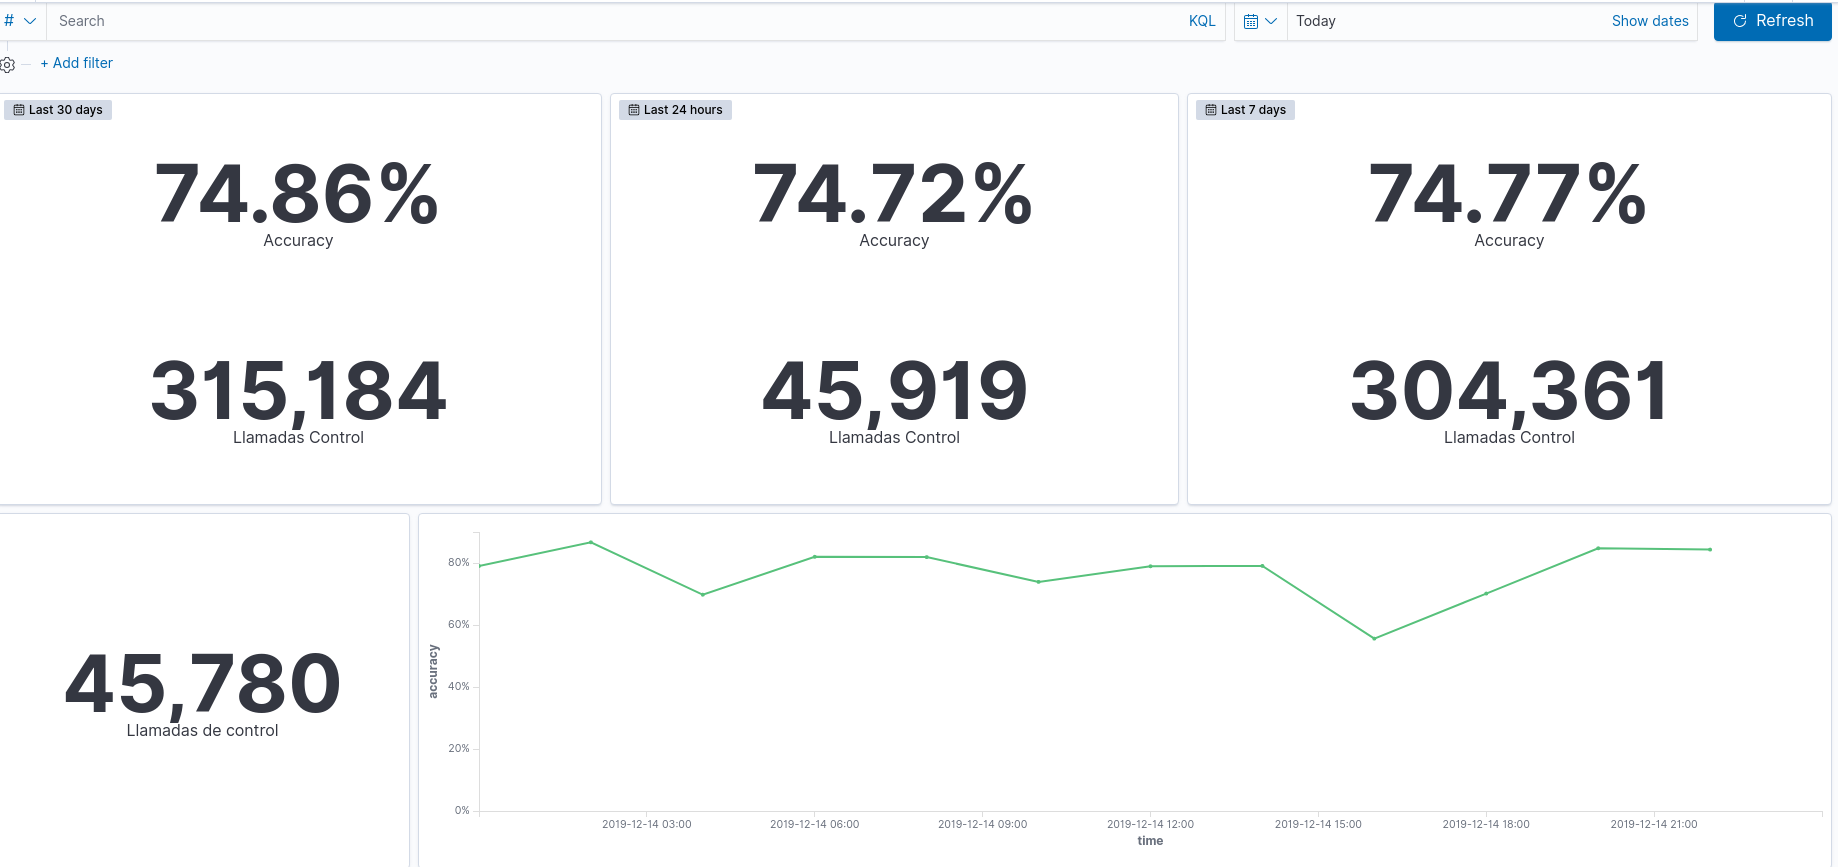 #
Search
KQL
Today
Show dates
Refresh
+ Add filter
Last 30 days
74.86%
Accuracy
315,184
Llamadas Control
Last 24 hours
74.72%
Accuracy
45,919
Llamadas Control
Last 7 days
74.77%
Accuracy
304,361
Llamadas Control
45,780
Llamadas de control
accuracy
80%
60%
40%
20%
0%
2019-12-14 03:00
2019-12-14 06:00
2019-12-14 09:00
2019-12-14 12:00
2019-12-14 15:00
2019-12-14 18:00
2019-12-14 21:00
time